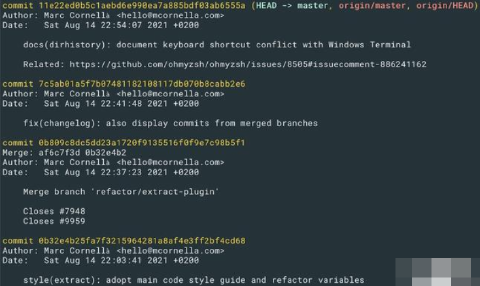 commit 11e22ed0b5c1aebd6e990ea7a885bdf03ab6555a (HEAD -> master, origin/master, origin/HEAD)
Author: Marc Cornellà <hello@mcornella.com>
Date:   Sat Aug 14 22:54:07 2021 +0200
docs(dirhistory): document keyboard shortcut conflict with Windows Terminal
Related: https://github.com/ohmyzsh/ohmyzsh/issues/8505#issuecomment-886241162
commit 7c5ab01a5f7b07481182108117db070b8cabb2e6
Author: Marc Cornellà <hello@mcornella.com>
Date:   Sat Aug 14 22:41:48 2021 +0200
fix(changelog): also display commits from merged branches
commit 0b809c8dc5dd23a1720f9135516f0f9e7c98b5f1
Merge: af6c7f3d 0b32e4b2
Author: Marc Cornellà <hello@mcornella.com>
Date:   Sat Aug 14 22:37:23 2021 +0200
Merge branch 'refactor/extract-plugin'
Closes #7948
Closes #9959
commit 0b32e4b25fa7f3215964281a8af4e3ff2bf4cd68
Author: Marc Cornellà <hello@mcornella.com>
Date:   Sat Aug 14 22:03:41 2021 +0200
style(extract): adopt main code style guide and refactor variables